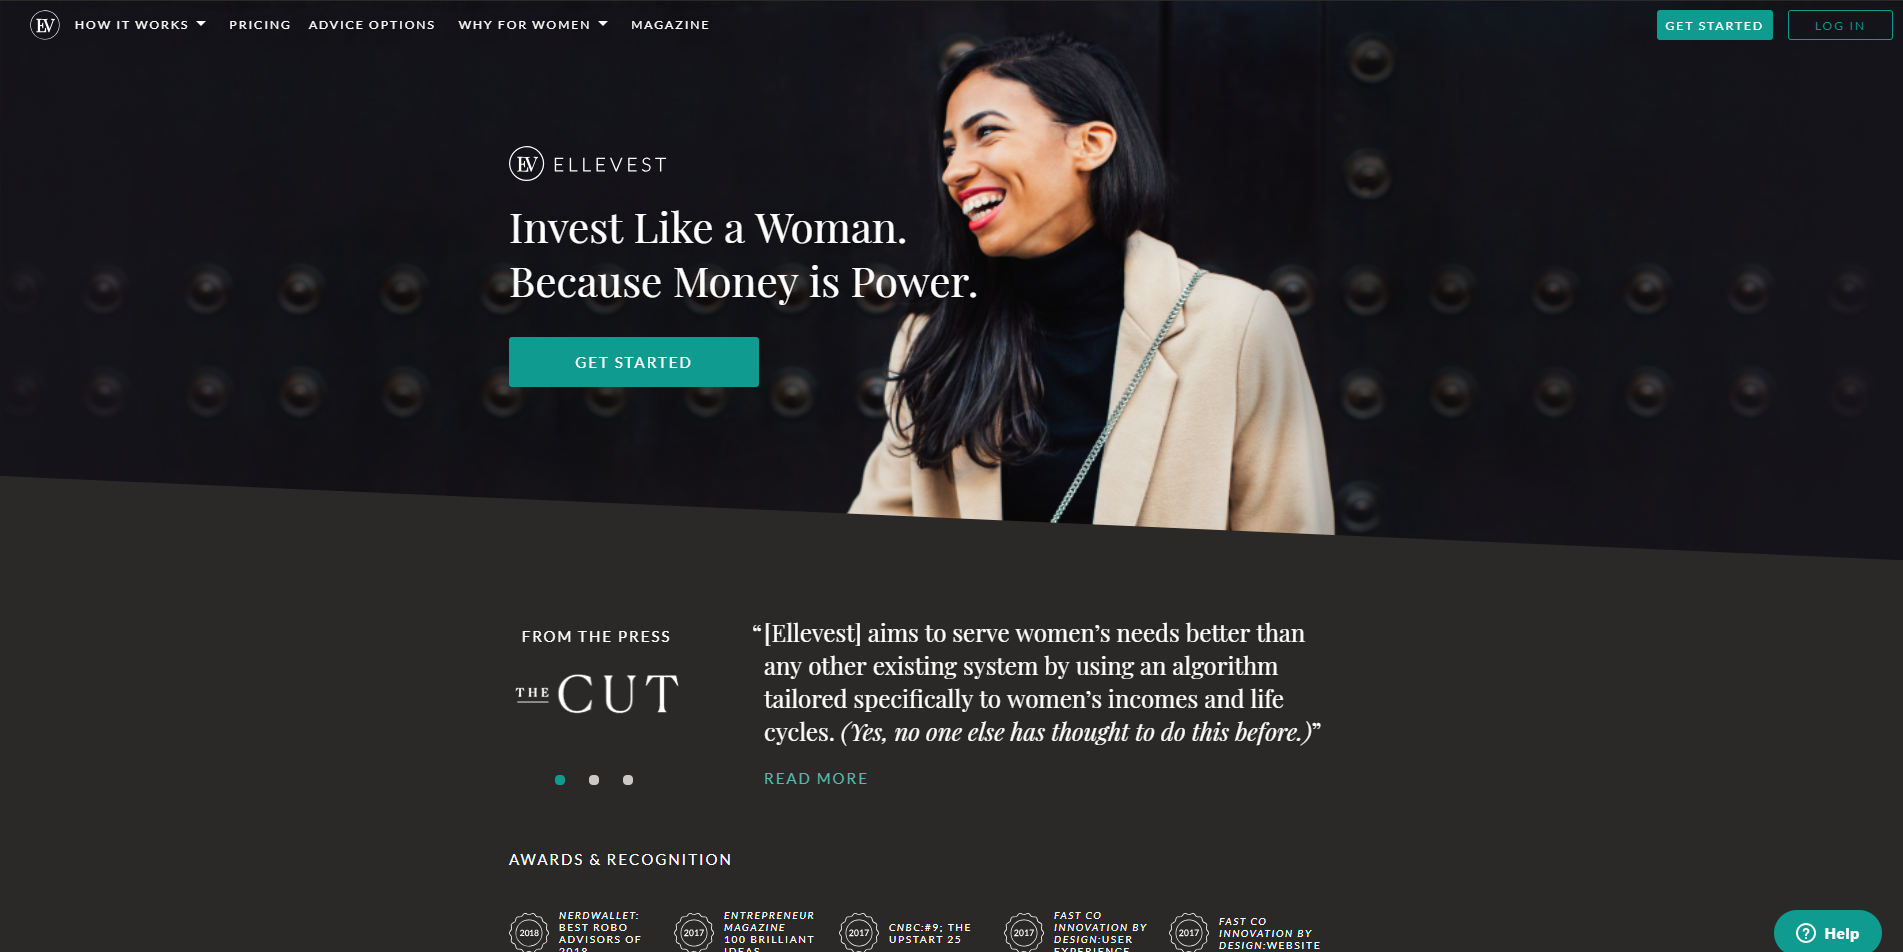 EV HOW IT WORKS PRICING ADVICE OPTIONS WHY FOR WOMEN MAGAZINE GET STARTED LOG IN
EV ELLEVEST
Invest Like a Woman.
Because Money is Power.
GET STARTED
FROM THE PRESS
THE CUT
“[Ellevest] aims to serve women’s needs better than
any other existing system by using an algorithm
tailored specifically to women’s incomes and life
cycles. (Yes, no one else has thought to do this before.)”
READ MORE
AWARDS & RECOGNITION
2018
NERDWALLET:
BEST ROBO
ADVISORS OF
2018
2017
ENTREPRENEUR
MAGAZINE
100 BRILLIANT
IDEAS
2017
CNBC:#9; THE
UPSTART 25
2017
FAST CO
INNOVATION BY
DESIGN:USER
EXPERIENCE
2017
FAST CO
INNOVATION BY
DESIGN:WEBSITE
Help